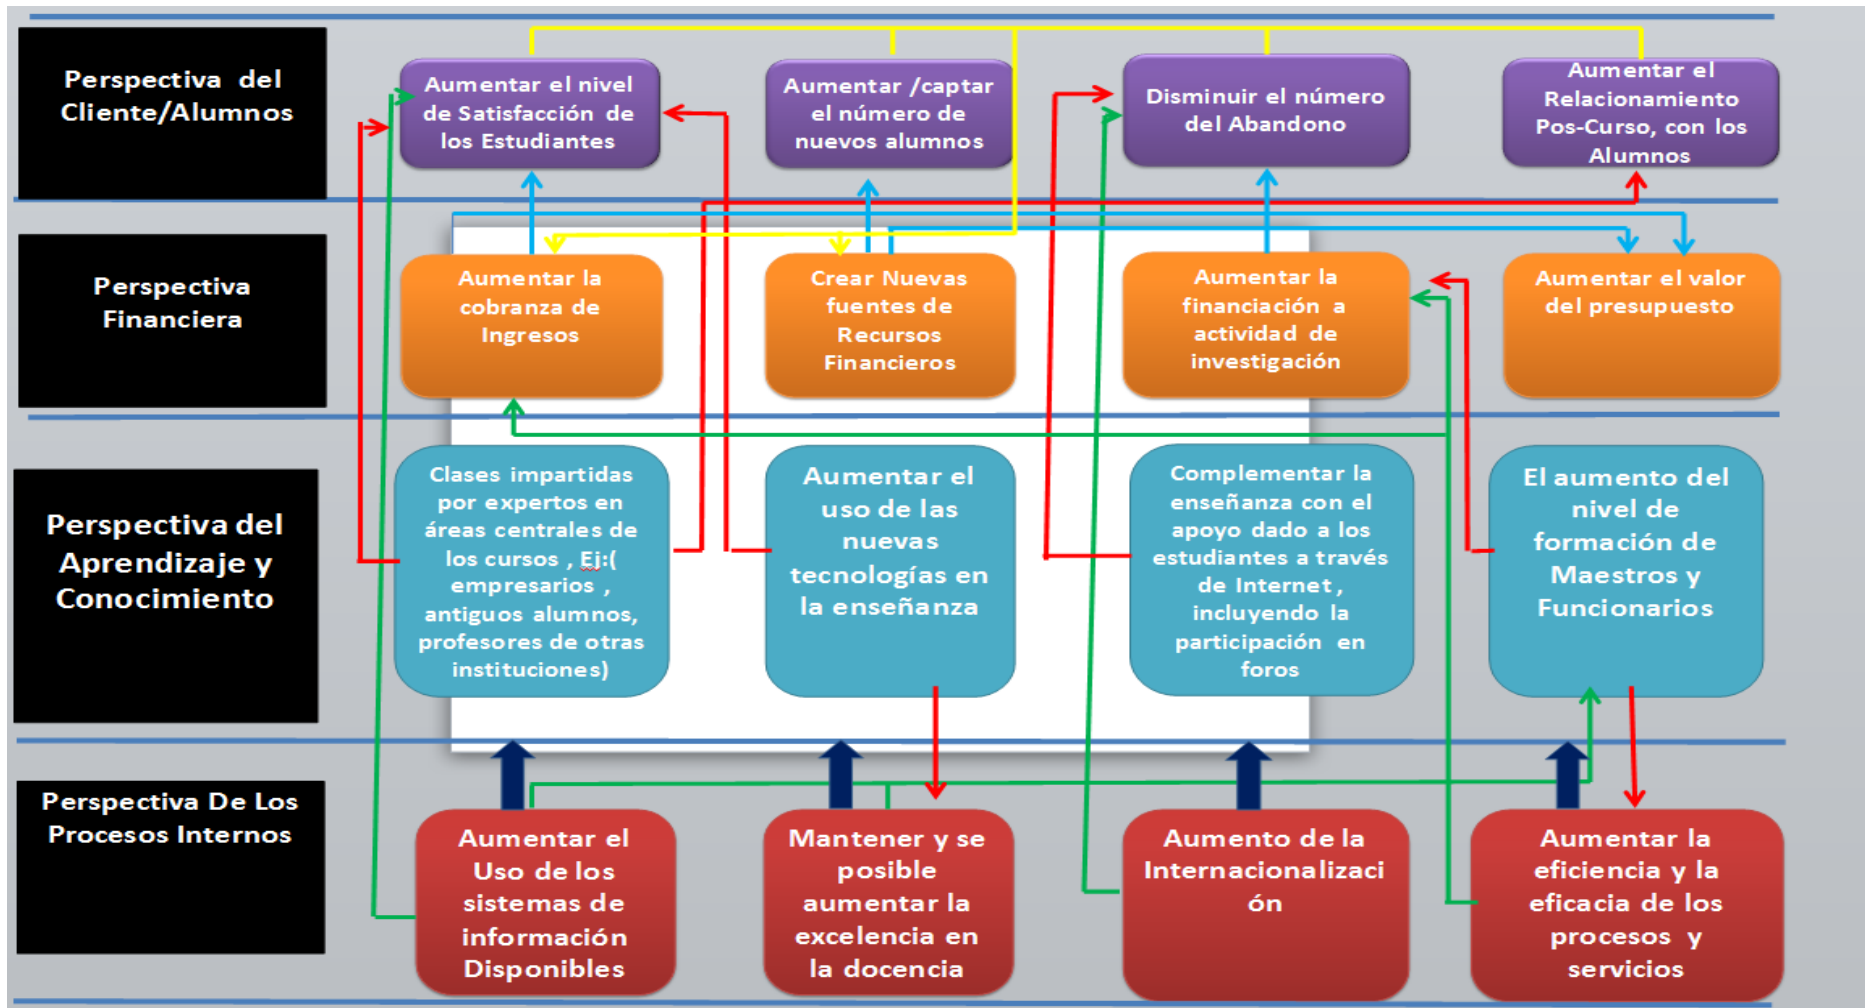 Perspectiva del
Cliente/Alumnos
Aumentar el nivel
de Satisfacción de
los Estudiantes
Aumentar /captar
el número de
nuevos alumnos
Disminuir el número
del Abandono
Aumentar el
Relacionamiento
Pos-Curso, con los
Alumnos
Perspectiva
Financiera
Aumentar la
cobranza de
Ingresos
Crear Nuevas
fuentes de
Recursos
Financieros
Aumentar la
financiación a
actividad de
investigación
Aumentar el valor
del presupuesto
Perspectiva del
Aprendizaje y
Conocimiento
Clases impartidas
por expertos en
áreas centrales de
los cursos , Ej:(
empresarios ,
antiguos alumnos,
profesores de otras
instituciones)
Aumentar el
uso de las
nuevas
tecnologías en
la enseñanza
Complementar la
enseñanza con el
apoyo dado a los
estudiantes a través
de Internet ,
incluyendo la
participación en
foros
El aumento del
nivel de
formación de
Maestros y
Funcionarios
Perspectiva De Los
Procesos Internos
Aumentar el
Uso de los
sistemas de
información
Disponibles
Mantener y se
posible
aumentar la
excelencia en
la docencia
Aumento de la
Internacionalizaci
ón
Aumentar la
eficiencia y la
eficacia de los
procesos y
servicios